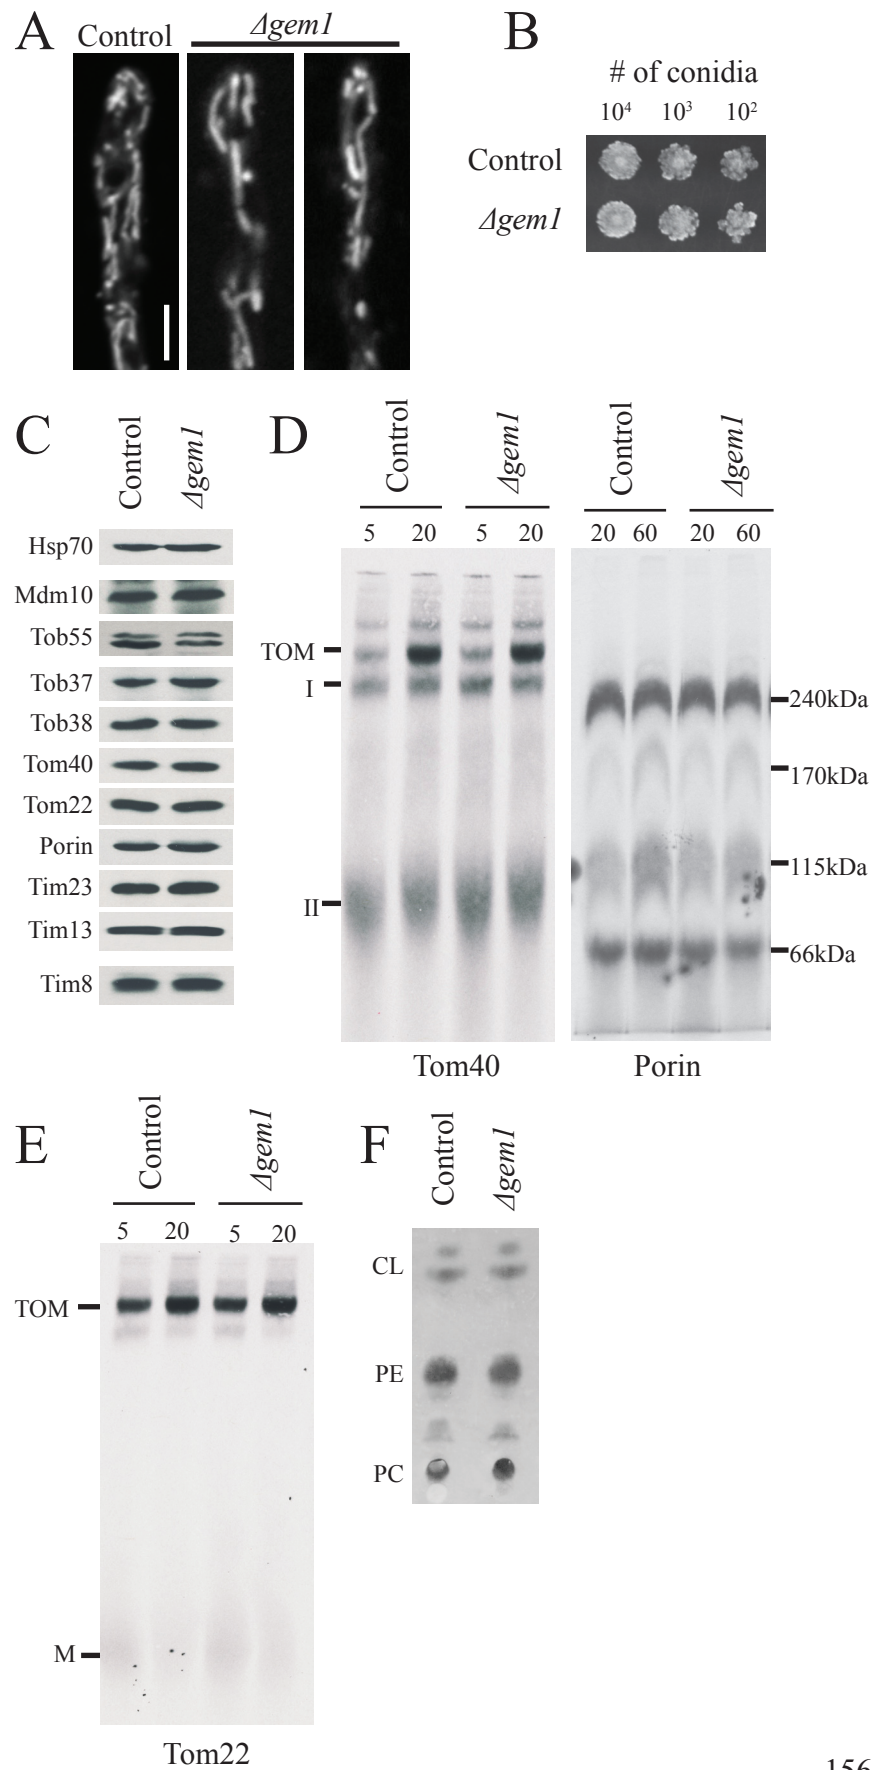 A
Control
Δgem1
B
# of conidia
10⁴ 10³ 10²
Control
Δgem1
C
Control
Δgem1
Hsp70
Mdm10
Tob55
Tob37
Tob38
Tom40
Tom22
Porin
Tim23
Tim13
Tim8
D
Control
Δgem1
5 20 5 20
TOM
I
II
Tom40
Control
Δgem1
20 60 20 60
240kDa
170kDa
115kDa
66kDa
Porin
E
Control
Δgem1
5 20 5 20
TOM
M
Tom22
F
Control
Δgem1
CL
PE
PC
156